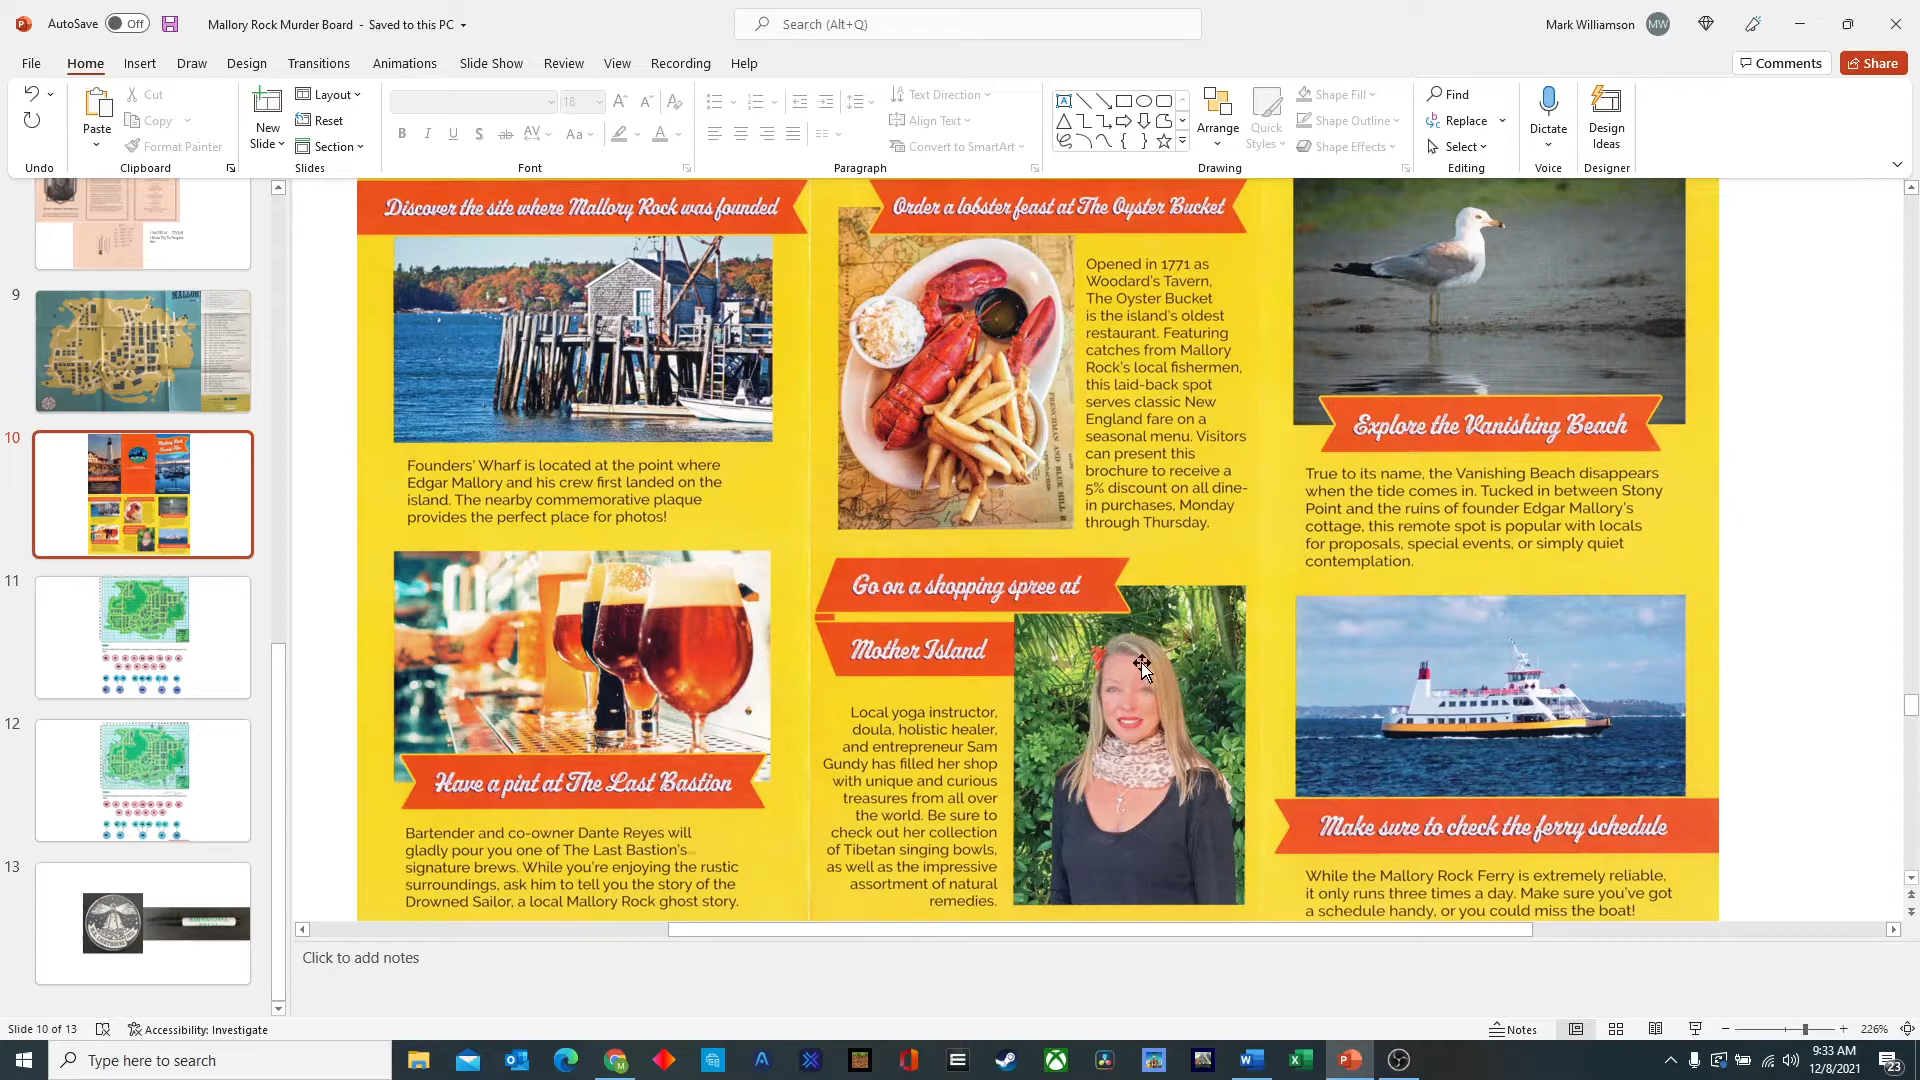 AutoSave Off Mallory Rock Murder Board - Saved to this PC Search (Alt+Q) Mark Williamson MW
File Home Insert Draw Design Transitions Animations Slide Show Review View Recording Help Comments Share
Undo
Paste
Cut
Copy
Format Painter
Clipboard
New
Slide
Layout
Reset
Section
Slides
18
B I U S ab AV Aa A
Font
Text Direction
Align Text
Convert to SmartArt
Paragraph
Arrange
Quick
Styles
Shape Fill
Shape Outline
Shape Effects
Drawing
Find
Replace
Select
Editing
Dictate
Voice
Design
Ideas
Designer
9
10
11
12
13
Discover the site where Mallory Rock was founded
Founders' Wharf is located at the point where
Edgar Mallory and his crew first landed on the
island. The nearby commemorative plaque
provides the perfect place for photos!
Have a pint at The Last Bastion
Bartender and co-owner Dante Reyes will
gladly pour you one of The Last Bastion's
signature brews. While you're enjoying the rustic
surroundings, ask him to tell you the story of the
Drowned Sailor, a local Mallory Rock ghost story.
Order a lobster feast at The Oyster Bucket
Opened in 1771 as
Woodard's Tavern,
The Oyster Bucket
is the island's oldest
restaurant. Featuring
catches from Mallory
Rock's local fishermen,
this laid-back spot
serves classic New
England fare on a
seasonal menu. Visitors
can present this
brochure to receive a
5% discount on all dine-
in purchases, Monday
through Thursday.
FRENCHMAN AND BLUE HILL B
Go on a shopping spree at
Mother Island
Local yoga instructor,
doula, holistic healer,
and entrepreneur Sam
Gundy has filled her shop
with unique and curious
treasures from all over
the world. Be sure to
check out her collection
of Tibetan singing bowls,
as well as the impressive
assortment of natural
remedies.
Explore the Vanishing Beach
True to its name, the Vanishing Beach disappears
when the tide comes in. Tucked in between Stony
Point and the ruins of founder Edgar Mallory's
cottage, this remote spot is popular with locals
for proposals, special events, or simply quiet
contemplation.
Make sure to check the ferry schedule
While the Mallory Rock Ferry is extremely reliable,
it only runs three times a day. Make sure you've got
a schedule handy, or you could miss the boat!
Click to add notes
Slide 10 of 13 Accessibility: Investigate Notes 226%
Type here to search
9:33 AM
12/8/2021
23